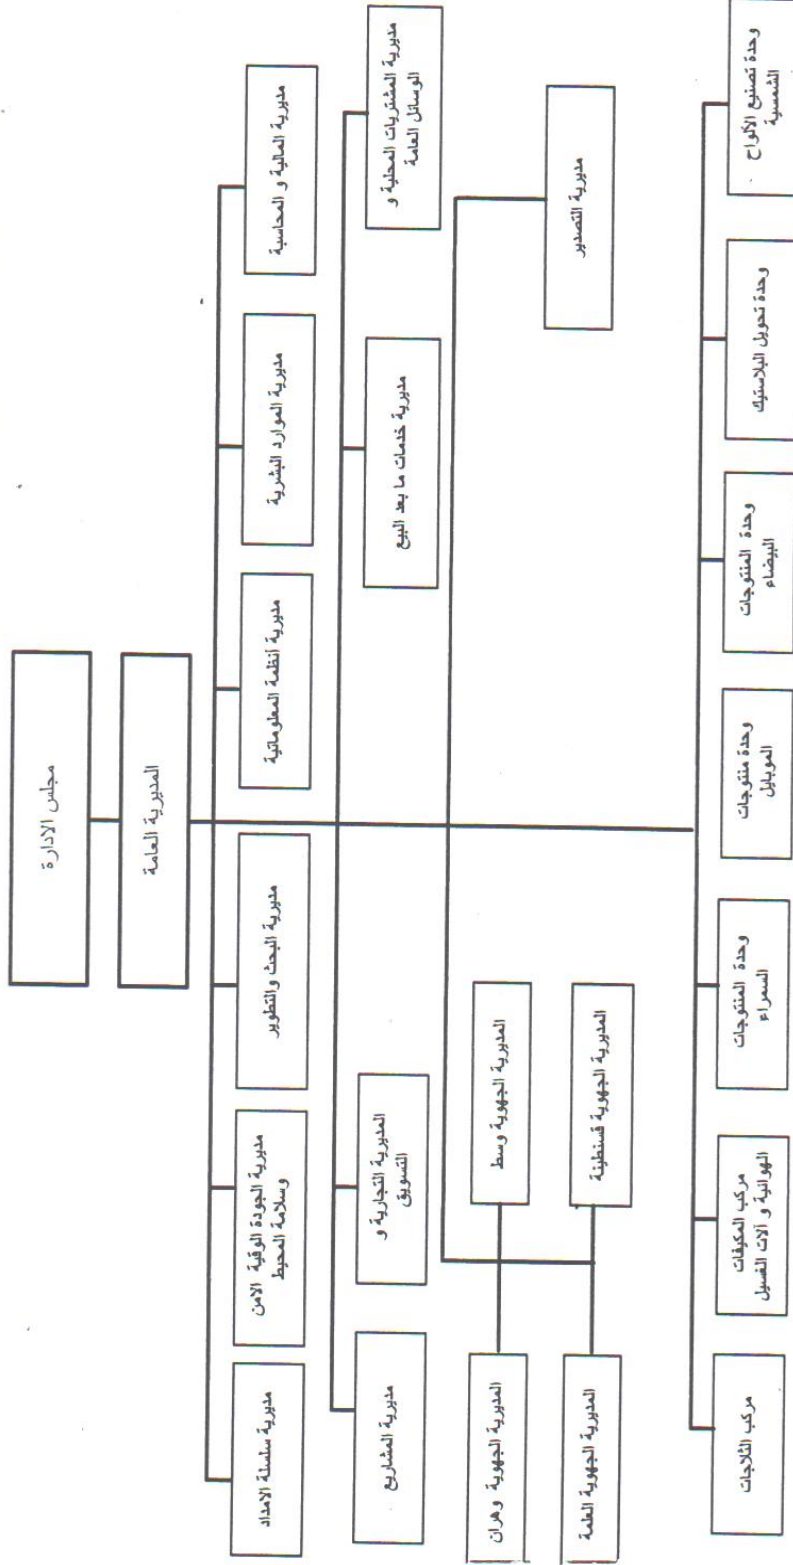 مجلس الادارة
المديرية العامة
مديرية المالية و المحاسبة
مديرية الموارد البشرية
مديرية أنظمة المعلوماتية
مديرية البحث والتطوير
مديرية الجودة الوقية الامن
وسلامة المحيط
مديرية سلسلة الامداد
مديرية المشتريات المحلية و
الوسائل العامة
مديرية خدمات ما بعد البيع
المديرية التجارية و
التسويق
مديرية المشاريع
مديرية التصدير
المديرية الجهوية وسط
المديرية الجهوية وهران
المديرية الجهوية قسنطينة
المديرية الجهوية العلمة
وحدة تصنيع الألواح
الشمسية
وحدة تحويل البلاستيك
وحدة المنتوجات
البيضاء
وحدة منتوجات
الموبايل
وحدة المنتوجات
السمراء
مركب المكيفات
الهوائية و آلات الغسيل
مركب الثلاجات